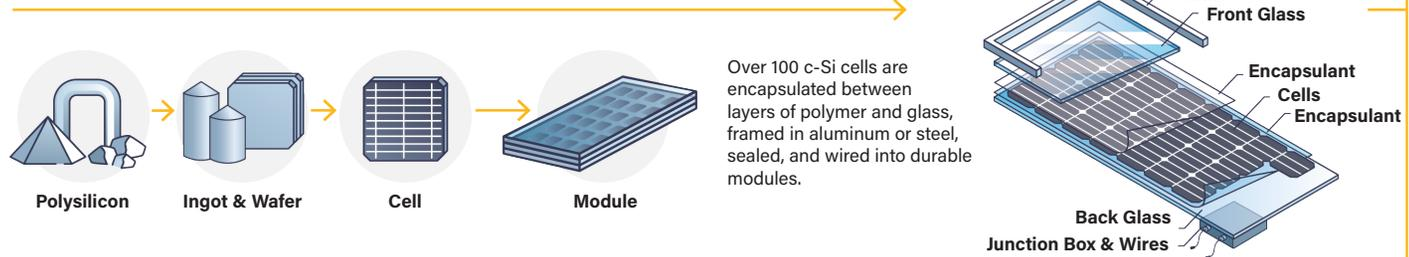 Polysilicon
Ingot & Wafer
Cell
Module
Over 100 c-Si cells are
encapsulated between
layers of polymer and glass,
framed in aluminum or steel,
sealed, and wired into durable
modules.
Front Glass
Encapsulant
Cells
Encapsulant
Back Glass
Junction Box & Wires